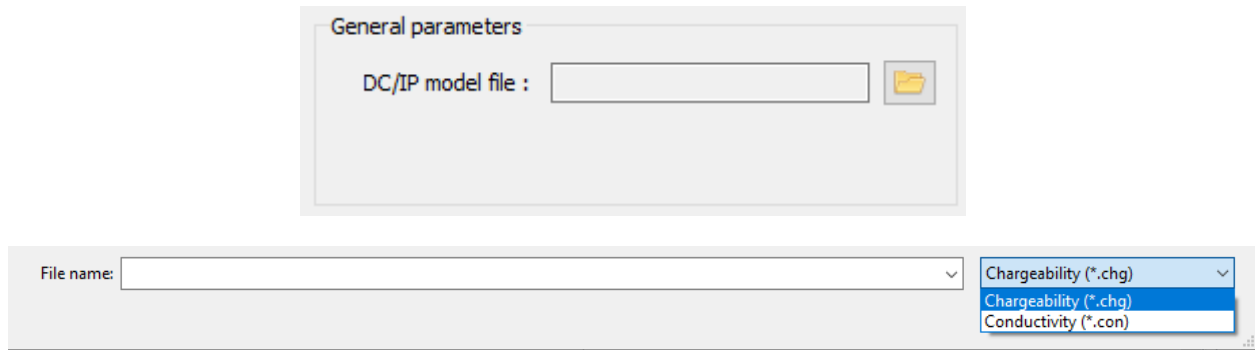 General parameters
DC/IP model file :
File name:
Chargeability (*.chg)
Chargeability (*.chg)
Conductivity (*.con)